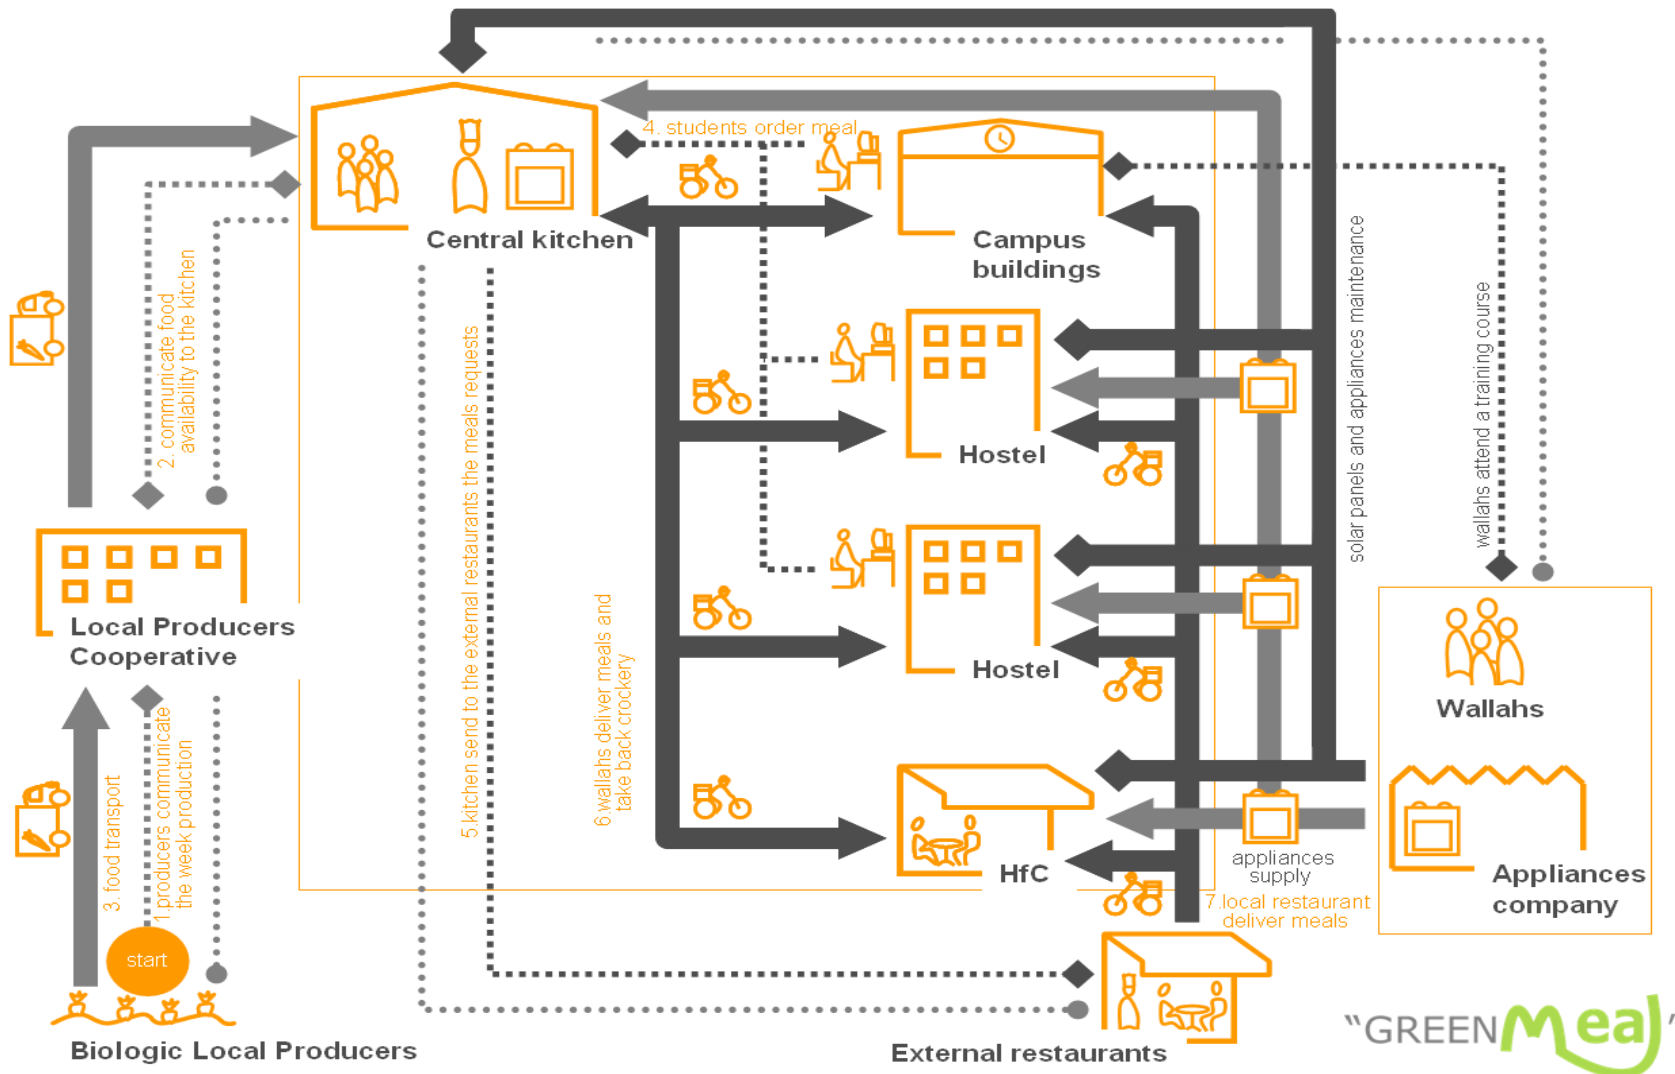 4. students order meal
Central kitchen
Campus
buildings
2. communicate food
availability to the kitchen
5.kitchen send to the external restaurants the meals requests
solar panels and appliances maintenance
wallahs attend a training course
Hostel
6.wallahs deliver meals and
take back crockery
Local Producers
Cooperative
Hostel
Wallahs
3. food transport
1.producers communicate
the week production
HfC
appliances
supply
Appliances
company
7.local restaurant
deliver meals
start
External restaurants
Biologic Local Producers
"GREENMeal"